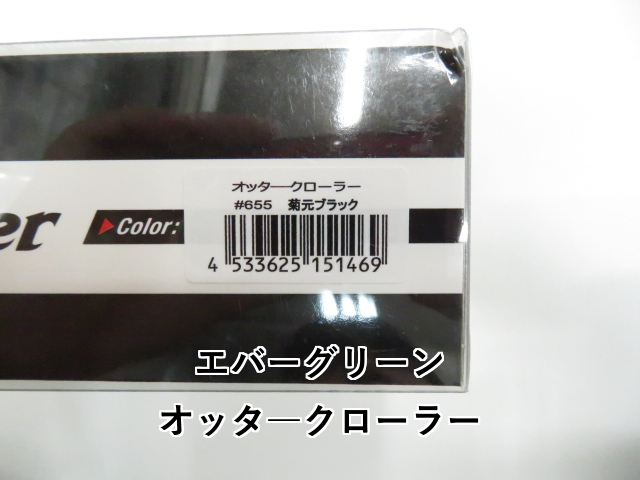 オッタ―クローラー
#655 菊元ブラック
er
Color:
4 533625 151469
エバーグリーン
オッタ―クローラー